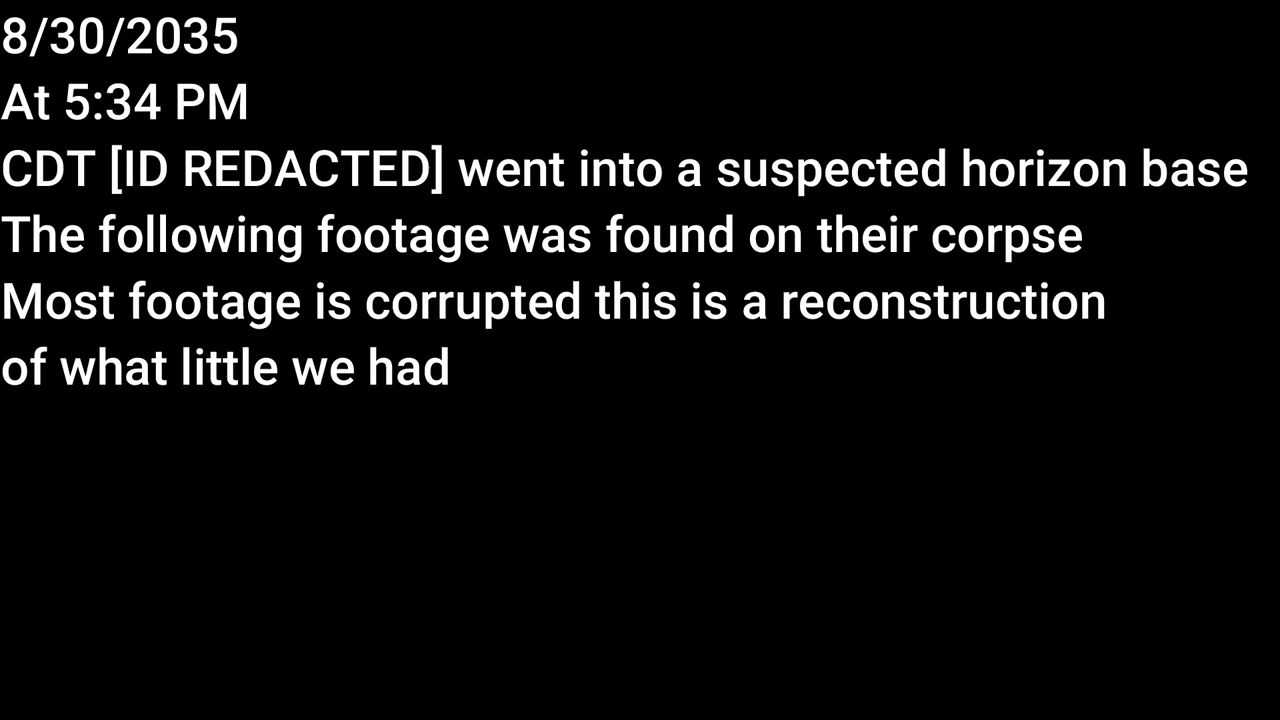 8/30/2035
At 5:34 PM
CDT [ID REDACTED] went into a suspected horizon base
The following footage was found on their corpse
Most footage is corrupted this is a reconstruction
of what little we had